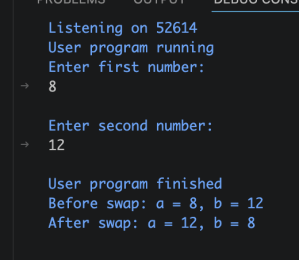 PROBLEMS OUTPUT DEBUG CONS
Listening on 52614
User program running
Enter first number:
→ 8
Enter second number:
→ 12
User program finished
Before swap: a = 8, b = 12
After swap: a = 12, b = 8